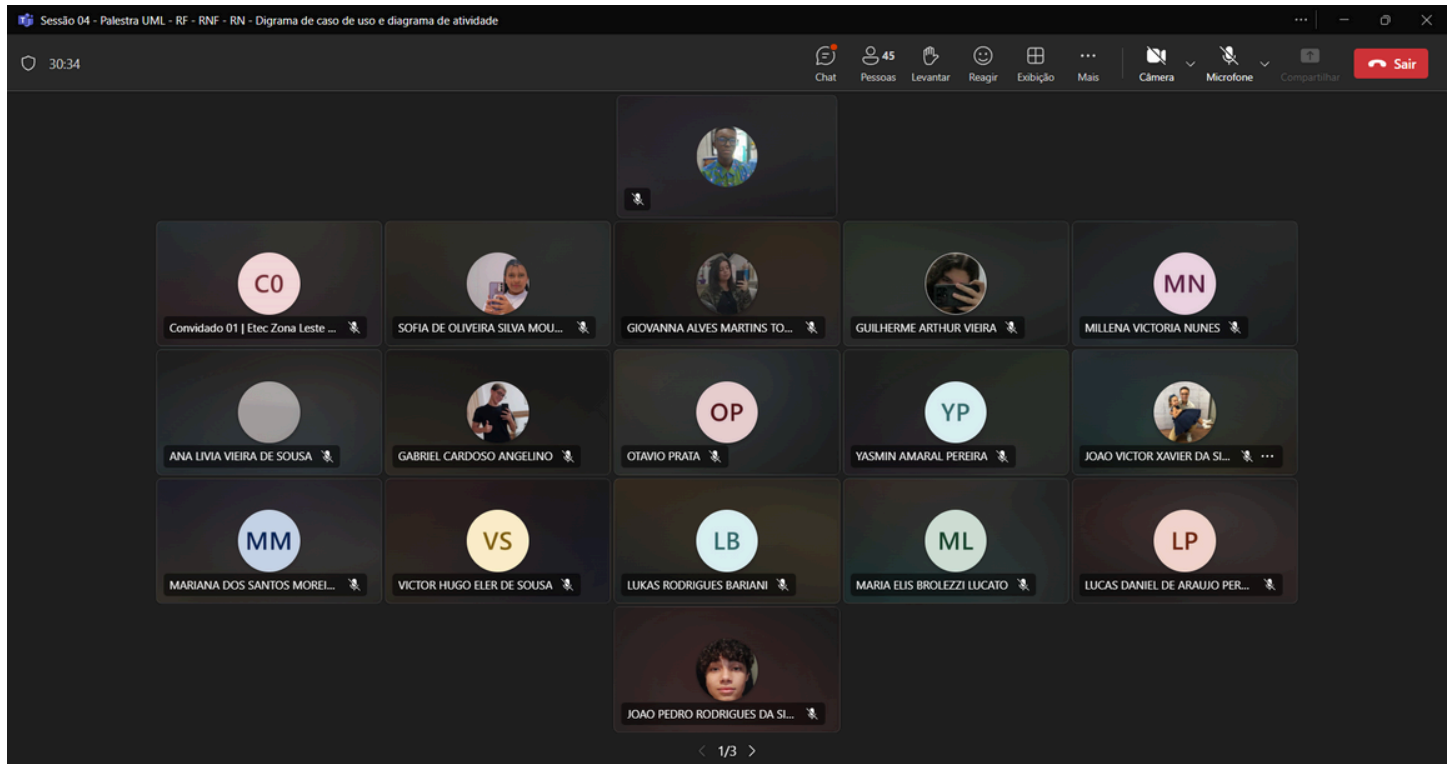 Sessão 04 - Palestra UML - RF - RNF - RN - Digrama de caso de uso e diagrama de atividade
30:34
45
Chat Pessoas Levantar Reagir Exibição Mais Câmera Microfone Compartilhar Sair
C0 MN
Convidado 01 | Etec Zona Leste ... SOFIA DE OLIVEIRA SILVA MOU... GIOVANNA ALVES MARTINS TO... GUILHERME ARTHUR VIEIRA MILLENA VICTORIA NUNES
OP YP
ANA LIVIA VIEIRA DE SOUSA GABRIEL CARDOSO ANGELINO OTAVIO PRATA YASMIN AMARAL PEREIRA JOAO VICTOR XAVIER DA SI...
MM VS LB ML LP
MARIANA DOS SANTOS MOREI... VICTOR HUGO ELER DE SOUSA LUKAS RODRIGUES BARIANI MARIA ELIS BROLEZZI LUCATO LUCAS DANIEL DE ARAUJO PER...
JOAO PEDRO RODRIGUES DA SI...
1/3